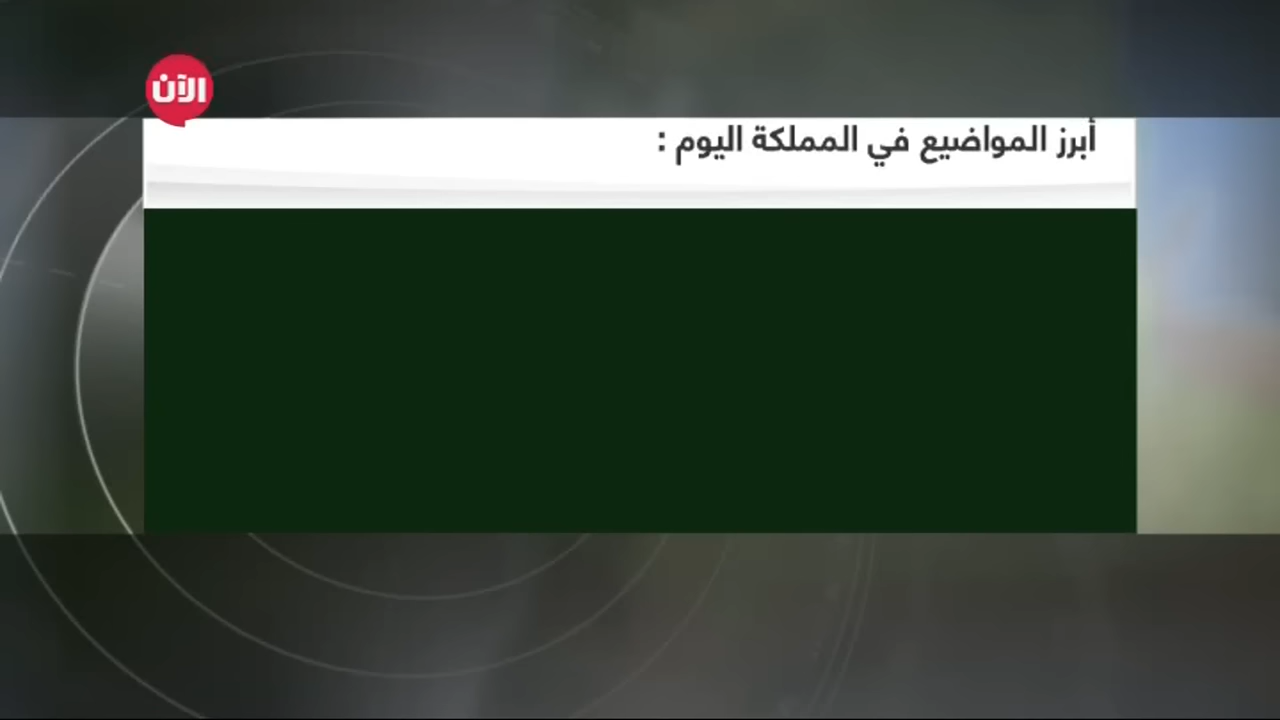 الآن
أبرز المواضيع في المملكة اليوم :